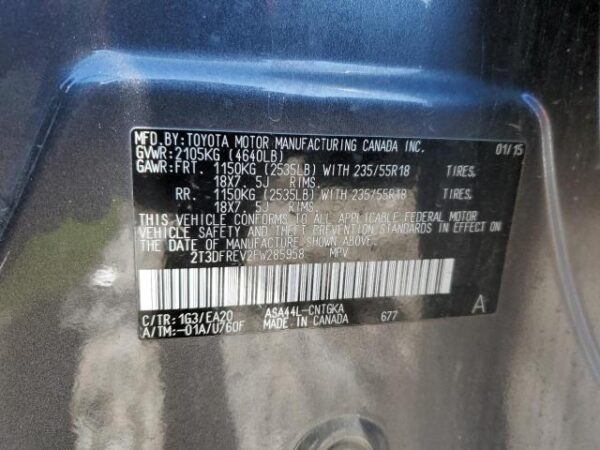 MFD. BY: TOYOTA MOTOR MANUFACTURING CANADA INC. 01/15
GVWR: 2105KG (4640LB)
GAWR: FRT. 1150KG (2535LB) WITH 235/55R18 TIRES,
18X7.5J RIMS,
RR. 1150KG (2535LB) WITH 235/55R18 TIRES,
18X7.5J RIMS,
THIS VEHICLE CONFORMS TO ALL APPLICABLE FEDERAL MOTOR
VEHICLE SAFETY AND THEFT PREVENTION STANDARDS IN EFFECT ON
THE DATE OF MANUFACTURE SHOWN ABOVE.
2T3DFREV2FW285958 MPV
C/TR: 1G3/EA20 ASA44L-CNTGKA A
A/TM: -01A/U760F MADE IN CANADA 677